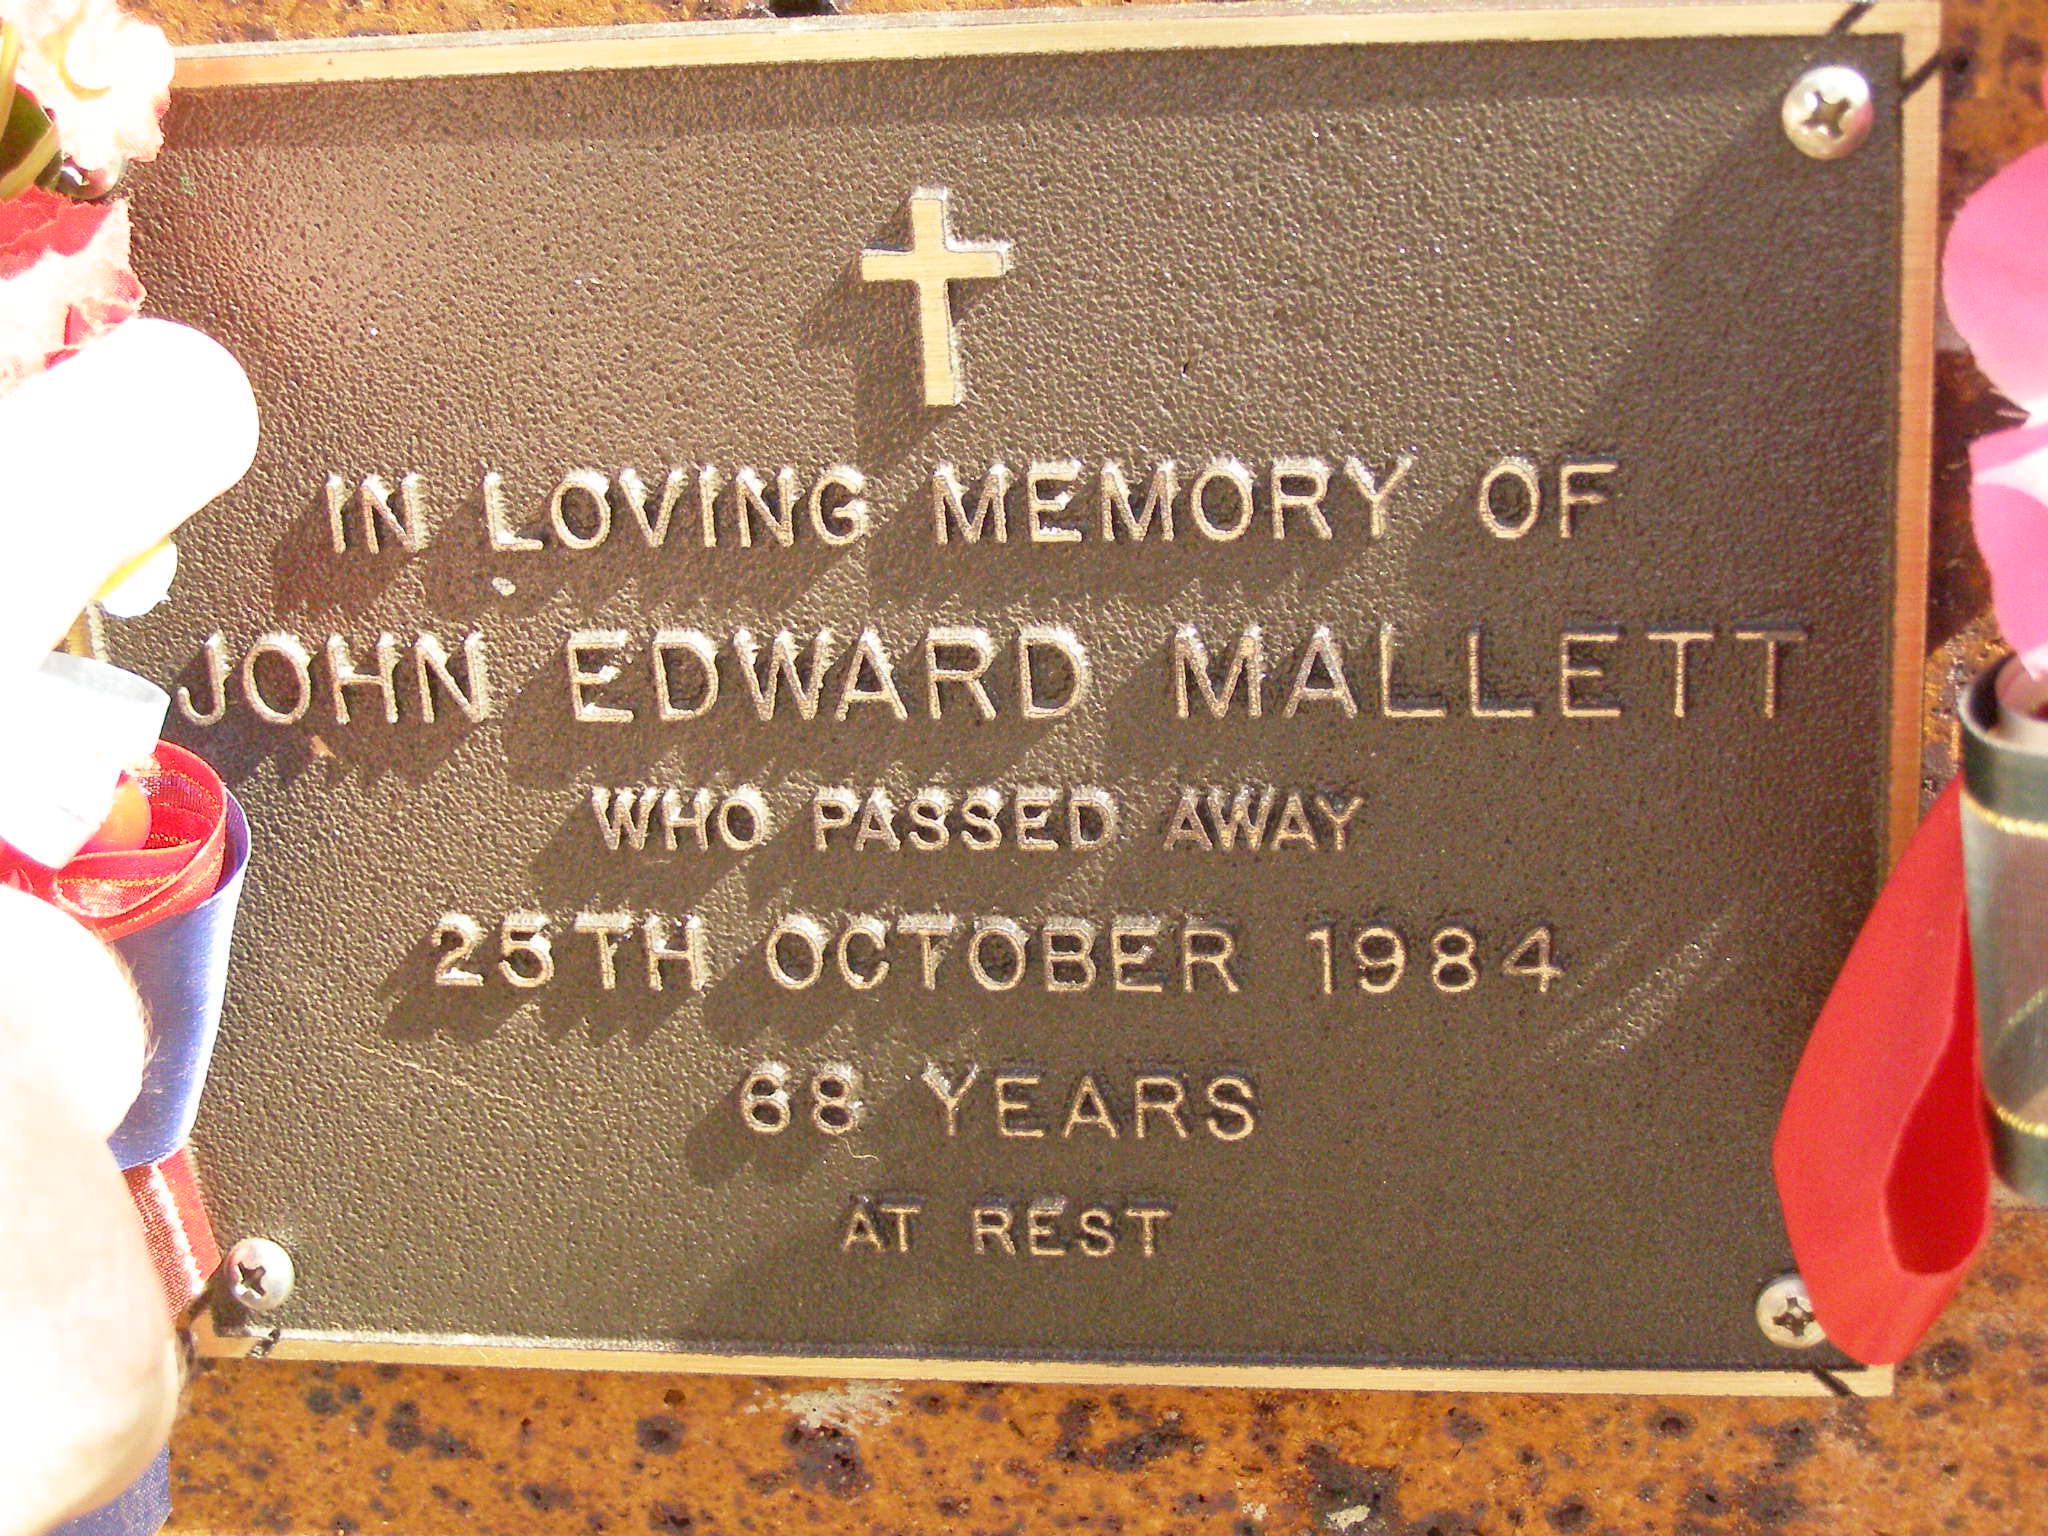 IN LOVING MEMORY OF
JOHN EDWARD MALLETT
WHO PASSED AWAY
25TH OCTOBER 1984
68 YEARS
AT REST